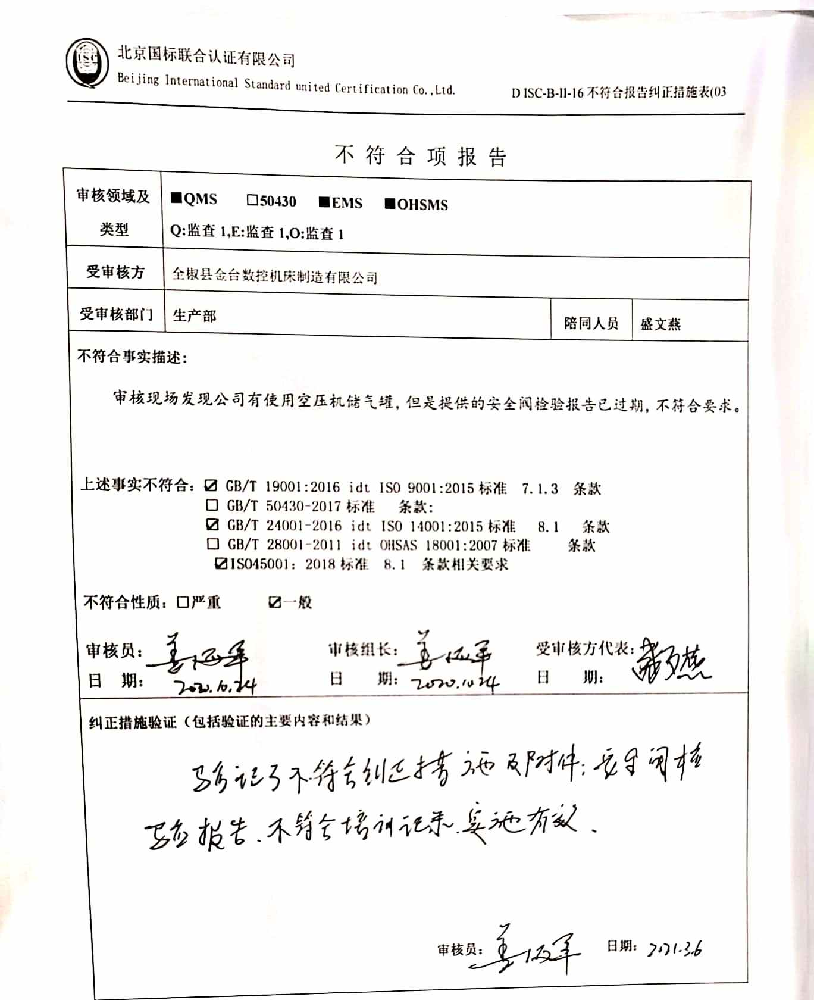 ISC
北京国标联合认证有限公司
Beijing International Standard united Certification Co.,Ltd.
D ISC-B-II-16 不符合报告纠正措施表(03
不符合项报告
审核领域及类型
■QMS □50430 ■EMS ■OHSMS
Q:监查 1,E:监查 1,O:监查 1
受审核方 全椒县金台数控机床制造有限公司
受审核部门 生产部 陪同人员 盛文燕
不符合事实描述:
审核现场发现公司有使用空压机储气罐,但是提供的安全阀检验报告已过期,不符合要求。
上述事实不符合: ☑ GB/T 19001:2016 idt ISO 9001:2015 标准 7.1.3 条款
□ GB/T 50430-2017 标准 条款:
☑ GB/T 24001-2016 idt ISO 14001:2015 标准 8.1 条款
□ GB/T 28001-2011 idt OHSAS 18001:2007 标准 条款
☑ISO45001: 2018 标准 8.1 条款相关要求
不符合性质: □严重 ☑一般
审核员: 审核组长: 受审核方代表: 盛文燕
日 期: 2020.10.24 日 期: 2020.10.24 日 期:
纠正措施验证(包括验证的主要内容和结果)
验证了不符合纠正措施及附件:安全阀校
验报告、不符合培训记录.实施有效.
审核员: 日期: 2021.3.6